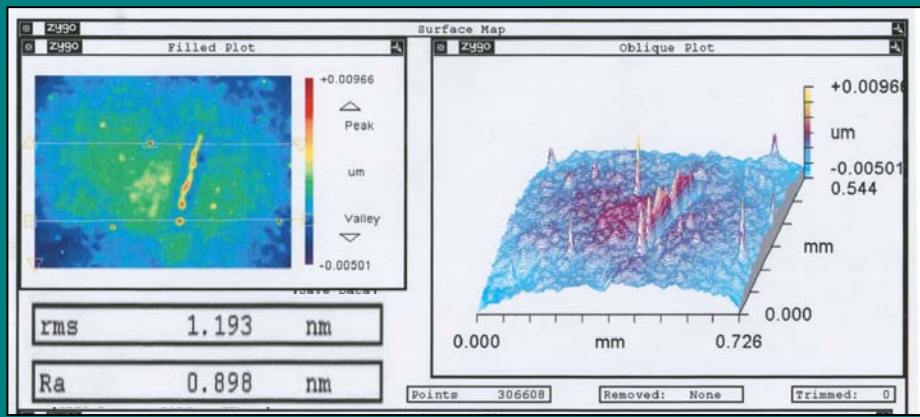 zygo
Surface Map
zygo
Filled Plot
+0.00966
Peak
um
Valley
-0.00501
zygo
Oblique Plot
+0.00966
um
-0.00501
0.544
mm
0.000
0.000
mm
0.726
rms 1.193 nm
Ra 0.898 nm
Points 306608
Removed: None
Trimmed: 0